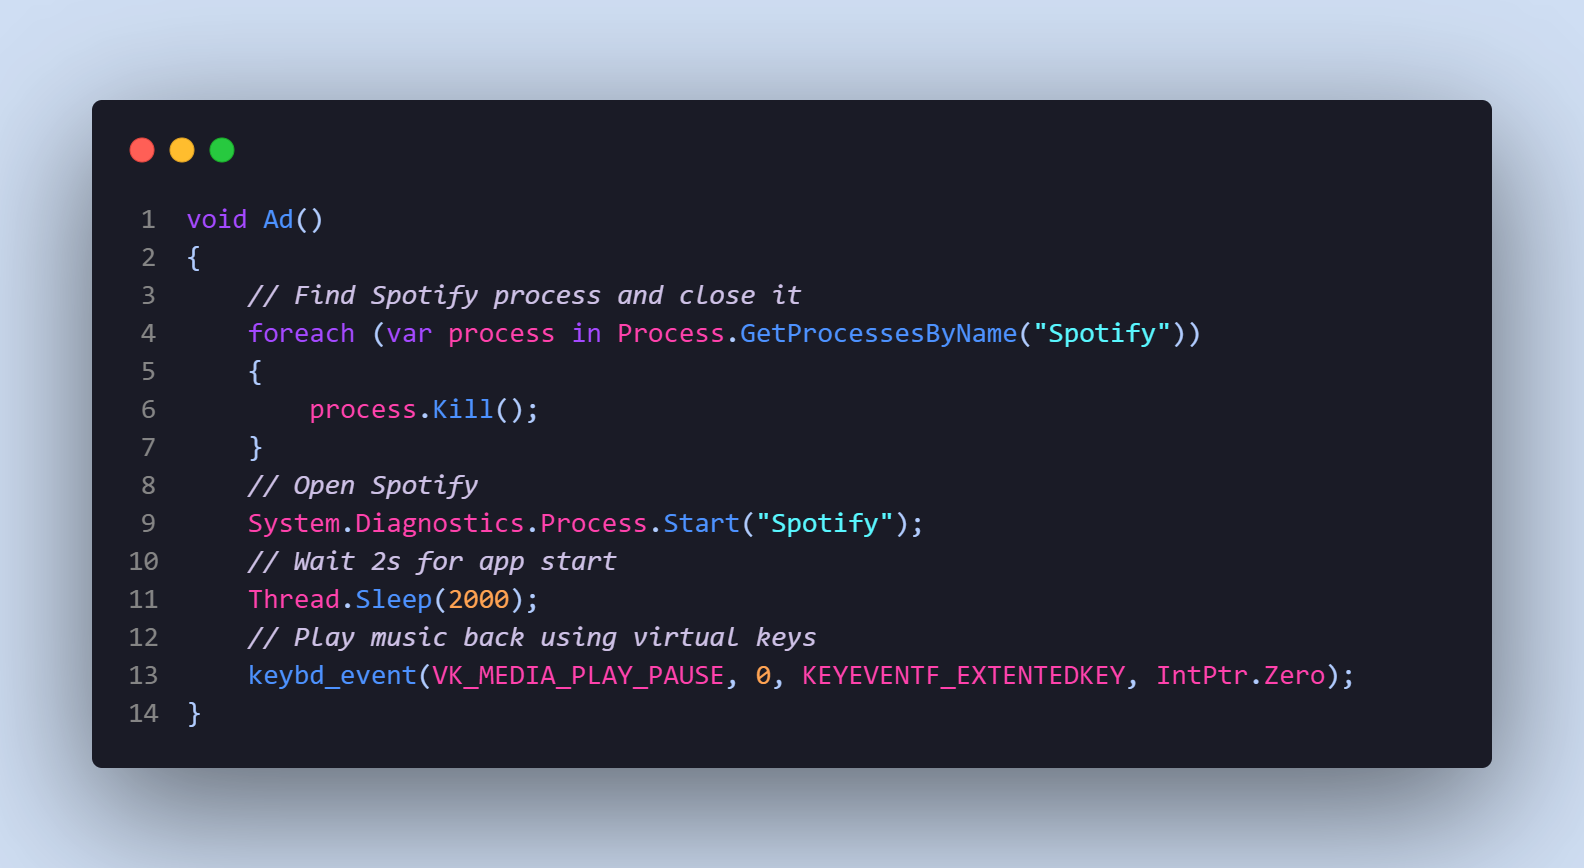 1 void Ad()
2 {
3     // Find Spotify process and close it
4     foreach (var process in Process.GetProcessesByName("Spotify"))
5     {
6         process.Kill();
7     }
8     // Open Spotify
9     System.Diagnostics.Process.Start("Spotify");
10     // Wait 2s for app start
11     Thread.Sleep(2000);
12     // Play music back using virtual keys
13     keybd_event(VK_MEDIA_PLAY_PAUSE, 0, KEYEVENTF_EXTENTEDKEY, IntPtr.Zero);
14 }